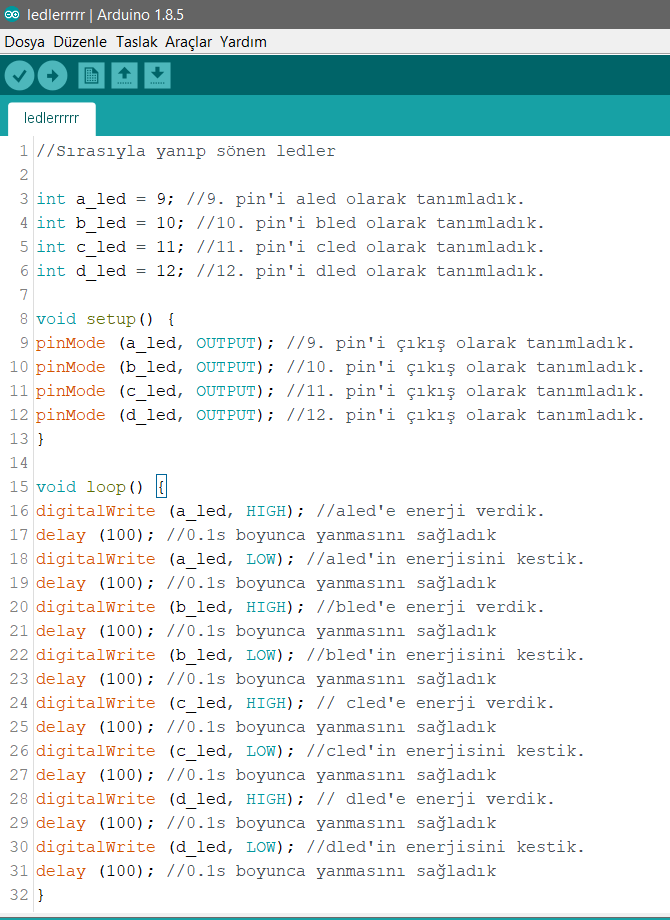 ledlerrrrr | Arduino 1.8.5
Dosya Düzenle Taslak Araçlar Yardım
ledlerrrrr
1 //Sırasıyla yanıp sönen ledler
2
3 int a_led = 9; //9. pin'i aled olarak tanımladık.
4 int b_led = 10; //10. pin'i bled olarak tanımladık.
5 int c_led = 11; //11. pin'i cled olarak tanımladık.
6 int d_led = 12; //12. pin'i dled olarak tanımladık.
7
8 void setup() {
9 pinMode (a_led, OUTPUT); //9. pin'i çıkış olarak tanımladık.
10 pinMode (b_led, OUTPUT); //10. pin'i çıkış olarak tanımladık.
11 pinMode (c_led, OUTPUT); //11. pin'i çıkış olarak tanımladık.
12 pinMode (d_led, OUTPUT); //12. pin'i çıkış olarak tanımladık.
13 }
14
15 void loop() {
16 digitalWrite (a_led, HIGH); //aled'e enerji verdik.
17 delay (100); //0.1s boyunca yanmasını sağladık
18 digitalWrite (a_led, LOW); //aled'in enerjisini kestik.
19 delay (100); //0.1s boyunca yanmasını sağladık
20 digitalWrite (b_led, HIGH); //bled'e enerji verdik.
21 delay (100); //0.1s boyunca yanmasını sağladık
22 digitalWrite (b_led, LOW); //bled'in enerjisini kestik.
23 delay (100); //0.1s boyunca yanmasını sağladık
24 digitalWrite (c_led, HIGH); // cled'e enerji verdik.
25 delay (100); //0.1s boyunca yanmasını sağladık
26 digitalWrite (c_led, LOW); //cled'in enerjisini kestik.
27 delay (100); //0.1s boyunca yanmasını sağladık
28 digitalWrite (d_led, HIGH); // dled'e enerji verdik.
29 delay (100); //0.1s boyunca yanmasını sağladık
30 digitalWrite (d_led, LOW); //dled'in enerjisini kestik.
31 delay (100); //0.1s boyunca yanmasını sağladık
32 }